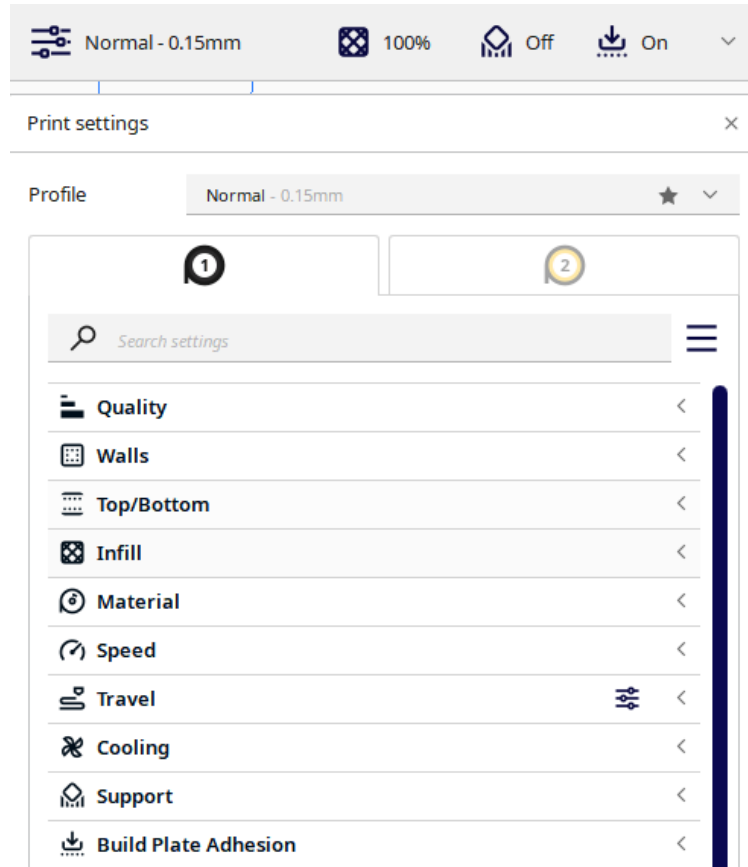 Normal - 0.15mm 100% Off On
Print settings
Profile Normal - 0.15mm
1 2
Search settings
Quality
Walls
Top/Bottom
Infill
Material
Speed
Travel
Cooling
Support
Build Plate Adhesion